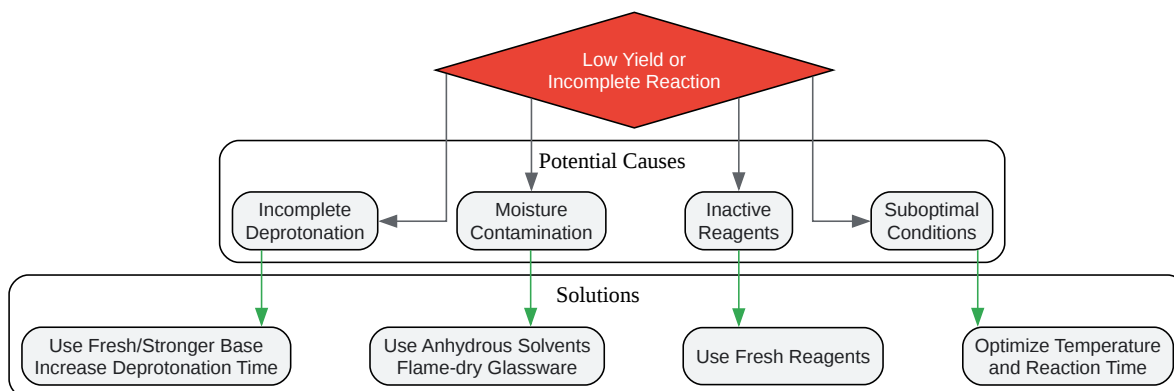 Low Yield or
Incomplete Reaction
Potential Causes
Incomplete
Deprotonation
Moisture
Contamination
Inactive
Reagents
Suboptimal
Conditions
Solutions
Use Fresh/Stronger Base
Increase Deprotonation Time
Use Anhydrous Solvents
Flame-dry Glassware
Use Fresh Reagents
Optimize Temperature
and Reaction Time